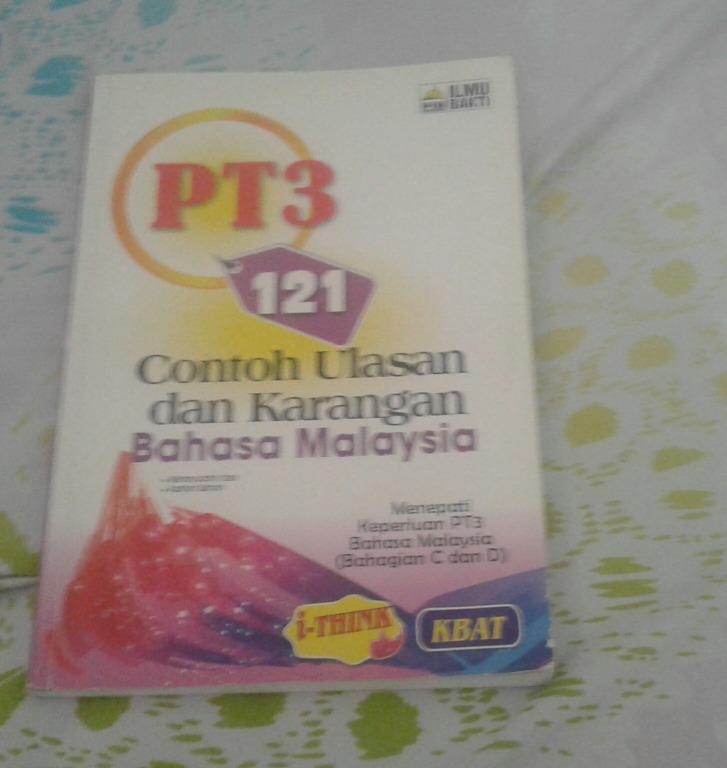 ILMU
BAKTI
PT3
121
Contoh Ulasan
dan Karangan
Bahasa Malaysia
Menepati
Keperluan PT3
Bahasa Malaysia
(Bahagian C dan D)
i-THINK
KBAT